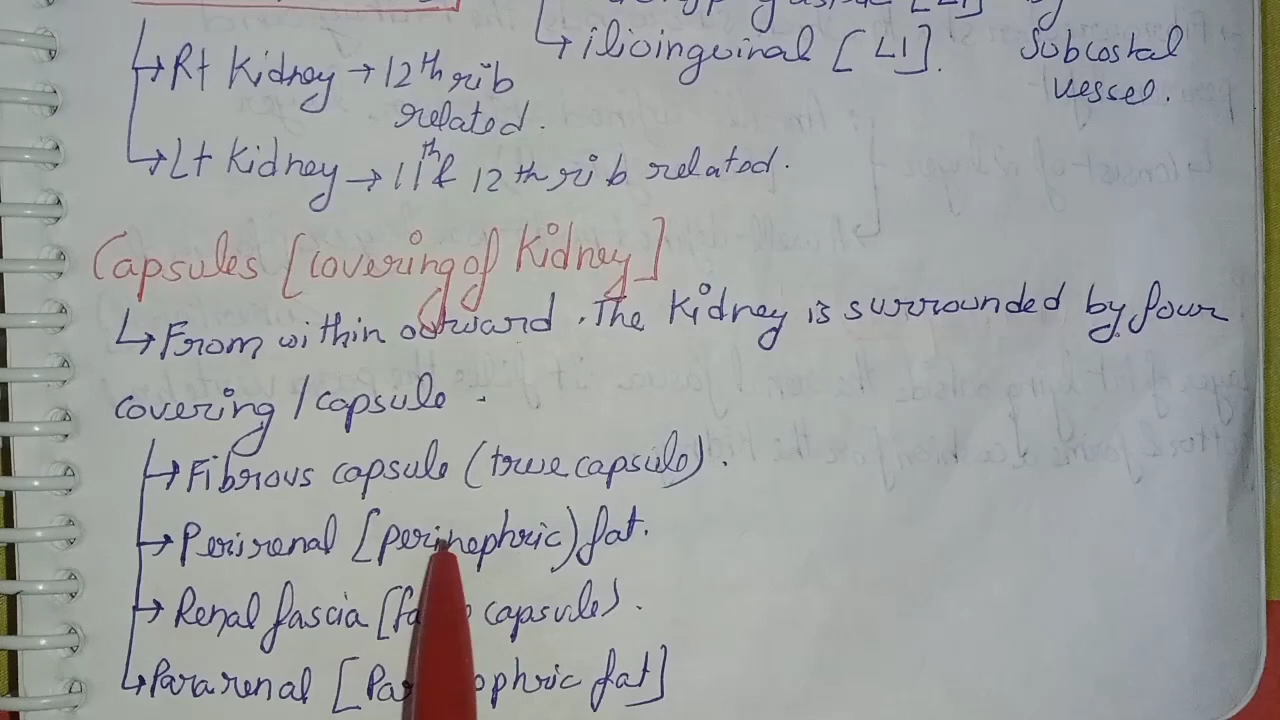 ilioinguinal [L1]. Subcostal
vessel.
Rt Kidney → 12th rib
related.
Lt Kidney → 11th & 12th rib related.
Capsules [covering of Kidney]
From within outward. The Kidney is surrounded by four
covering / capsule.
Fibrous capsule (true capsule).
Perirenal [perinephric) fat.
Renal fascia [ capsule).
Pararenal [ fat]